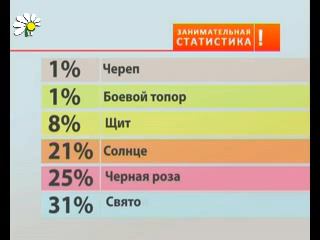 ЗАНИМАТЕЛЬНАЯ
СТАТИСТИКА !
1% Череп
1% Боевой топор
8% Щит
21% Солнце
25% Черная роза
31% Свято